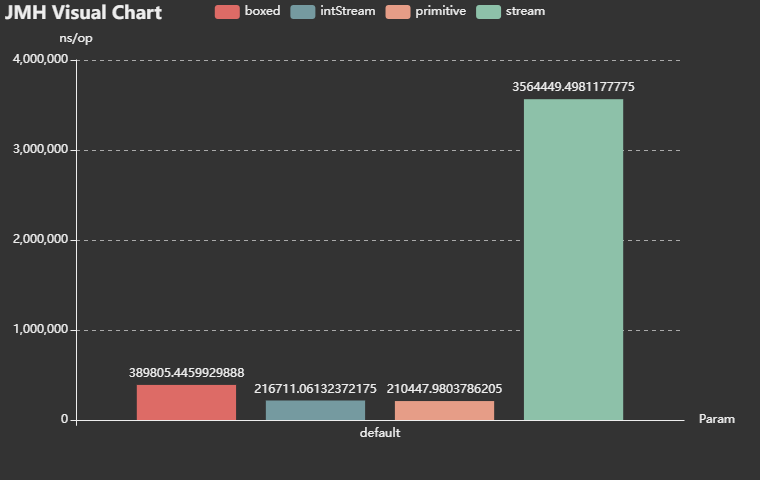 JMH Visual Chart
boxed
intStream
primitive
stream
ns/op
4,000,000
3,000,000
2,000,000
1,000,000
0
3564449.4981177775
389805.4459929888
216711.06132372175
210447.9803786205
default
Param